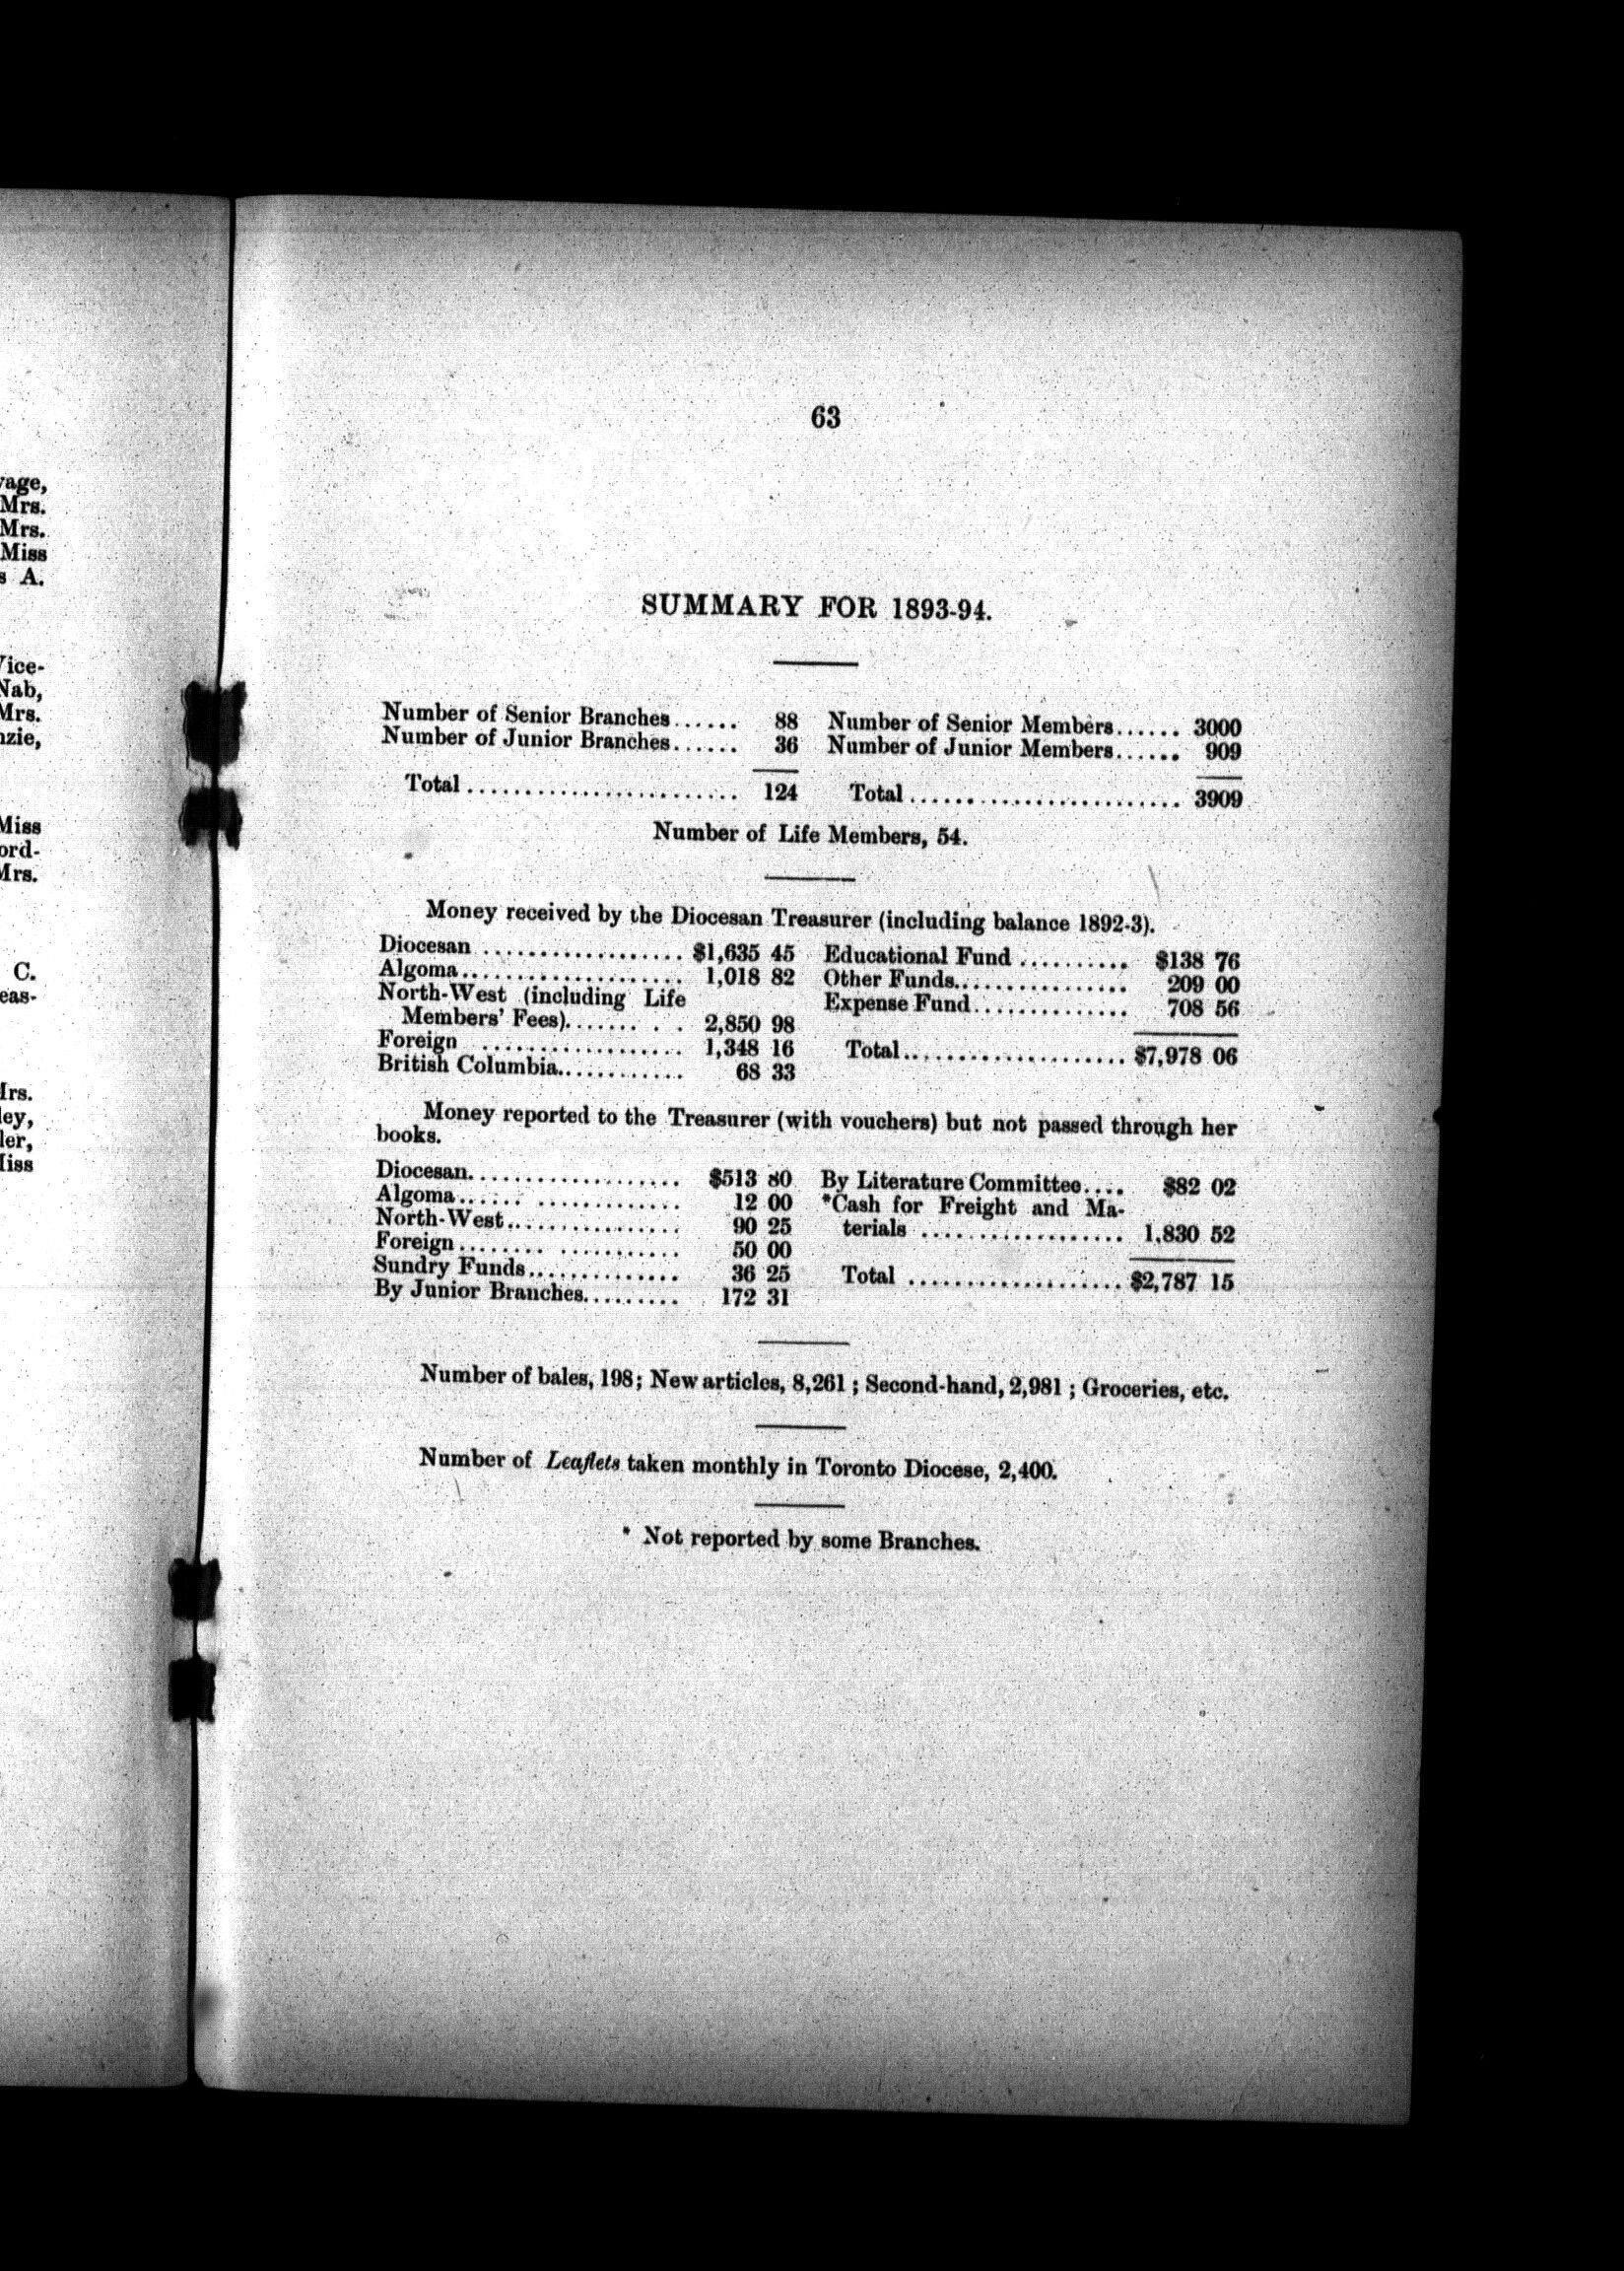 63
SUMMARY FOR 1893-94.
Number of Senior Branches...... 88 Number of Senior Members...... 3000
Number of Junior Branches...... 36 Number of Junior Members...... 909
Total........................ 124 Total........................ 3909
Number of Life Members, 54.
Money received by the Diocesan Treasurer (including balance 1892-3).
Diocesan .................. $1,635 45 Educational Fund .......... $138 76
Algoma.................... 1,018 82 Other Funds................ 209 00
North-West (including Life Expense Fund.............. 708 56
Members' Fees)....... . . 2,850 98
Foreign .................. 1,348 16 Total.................... $7,978 06
British Columbia............ 68 33
Money reported to the Treasurer (with vouchers) but not passed through her
books.
Diocesan................... $513 80 By Literature Committee.... $82 02
Algoma...... ............. 12 00 *Cash for Freight and Ma-
North-West................ 90 25 terials .................. 1,830 52
Foreign........ ........... 50 00
Sundry Funds.............. 36 25 Total ................... $2,787 15
By Junior Branches......... 172 31
Number of bales, 198; New articles, 8,261; Second-hand, 2,981; Groceries, etc.
Number of Leaflets taken monthly in Toronto Diocese, 2,400.
* Not reported by some Branches.
Mrs.
Mrs.
Miss
A.
Mrs.
Miss
Mrs.
C.
Mrs.